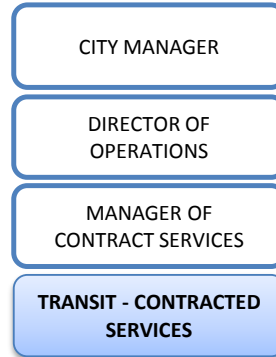 CITY MANAGER
DIRECTOR OF
OPERATIONS
MANAGER OF
CONTRACT SERVICES
TRANSIT - CONTRACTED
SERVICES